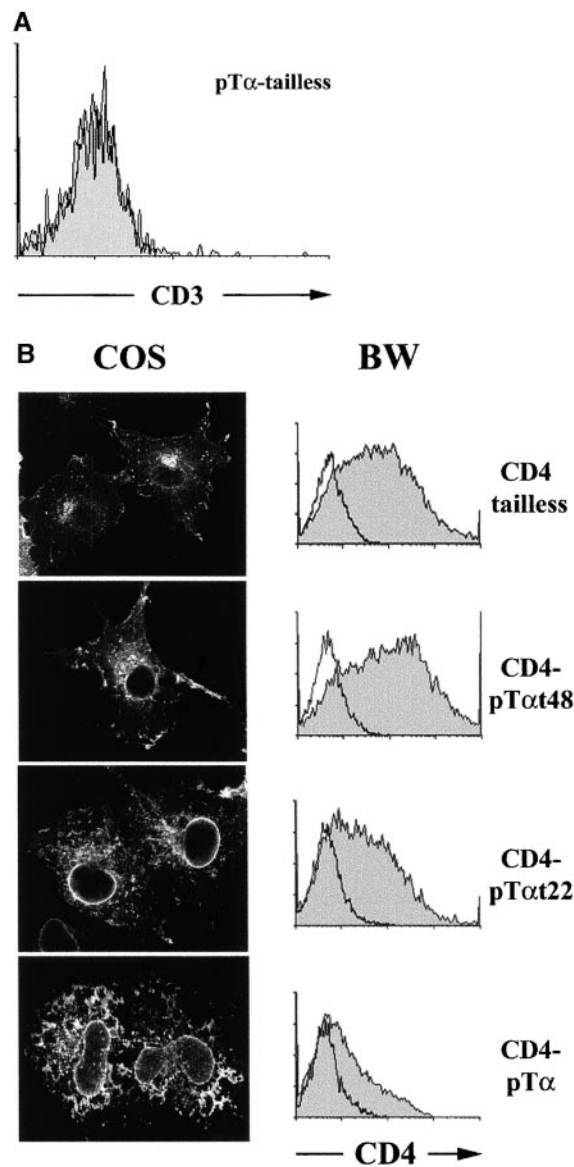 A
pTα-tailless
CD3
B
COS
BW
CD4
tailless
CD4-
pTαt48
CD4-
pTαt22
CD4-
pTα
CD4